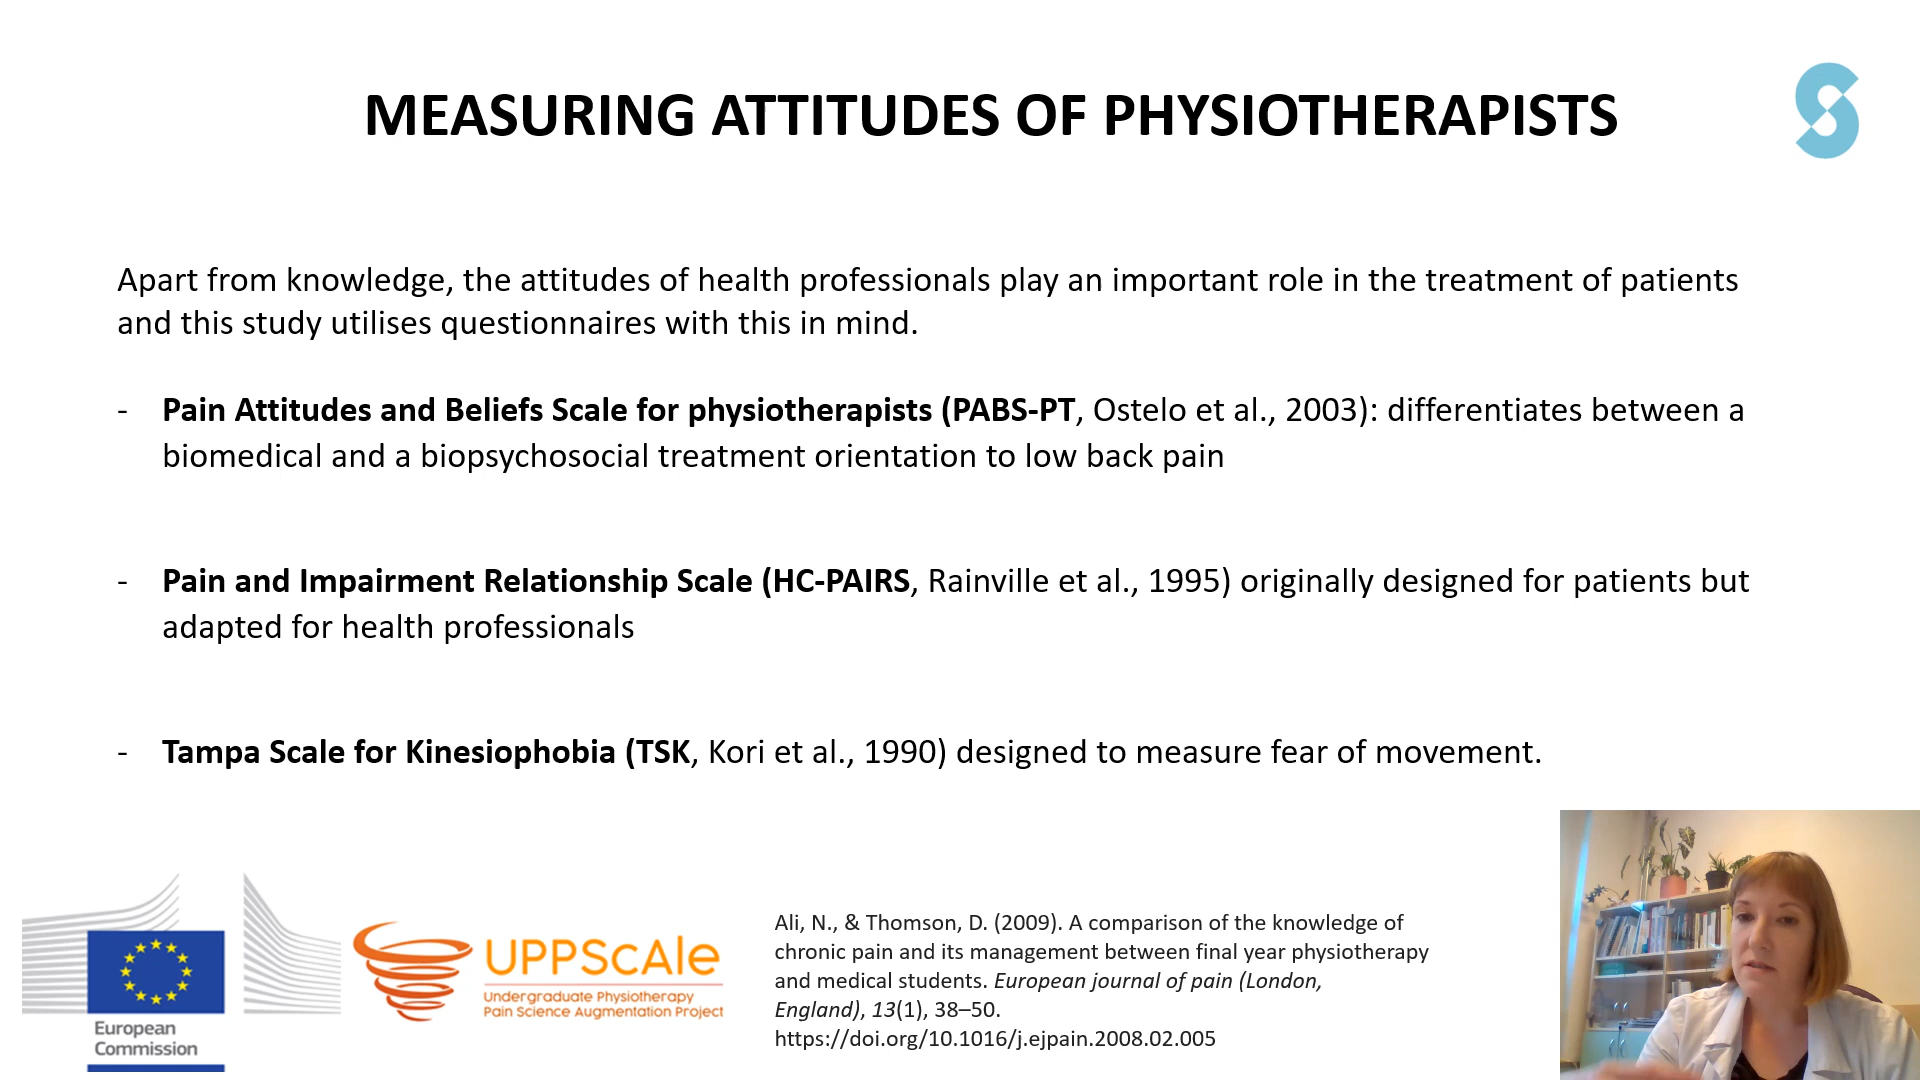 MEASURING ATTITUDES OF PHYSIOTHERAPISTS
Apart from knowledge, the attitudes of health professionals play an important role in the treatment of patients
and this study utilises questionnaires with this in mind.
- Pain Attitudes and Beliefs Scale for physiotherapists (PABS-PT, Ostelo et al., 2003): differentiates between a
biomedical and a biopsychosocial treatment orientation to low back pain
- Pain and Impairment Relationship Scale (HC-PAIRS, Rainville et al., 1995) originally designed for patients but
adapted for health professionals
- Tampa Scale for Kinesiophobia (TSK, Kori et al., 1990) designed to measure fear of movement.
European
Commission
UPPSCAle
Undergraduate Physiotherapy
Pain Science Augmentation Project
Ali, N., & Thomson, D. (2009). A comparison of the knowledge of
chronic pain and its management between final year physiotherapy
and medical students. European journal of pain (London,
England), 13(1), 38–50.
https://doi.org/10.1016/j.ejpain.2008.02.005